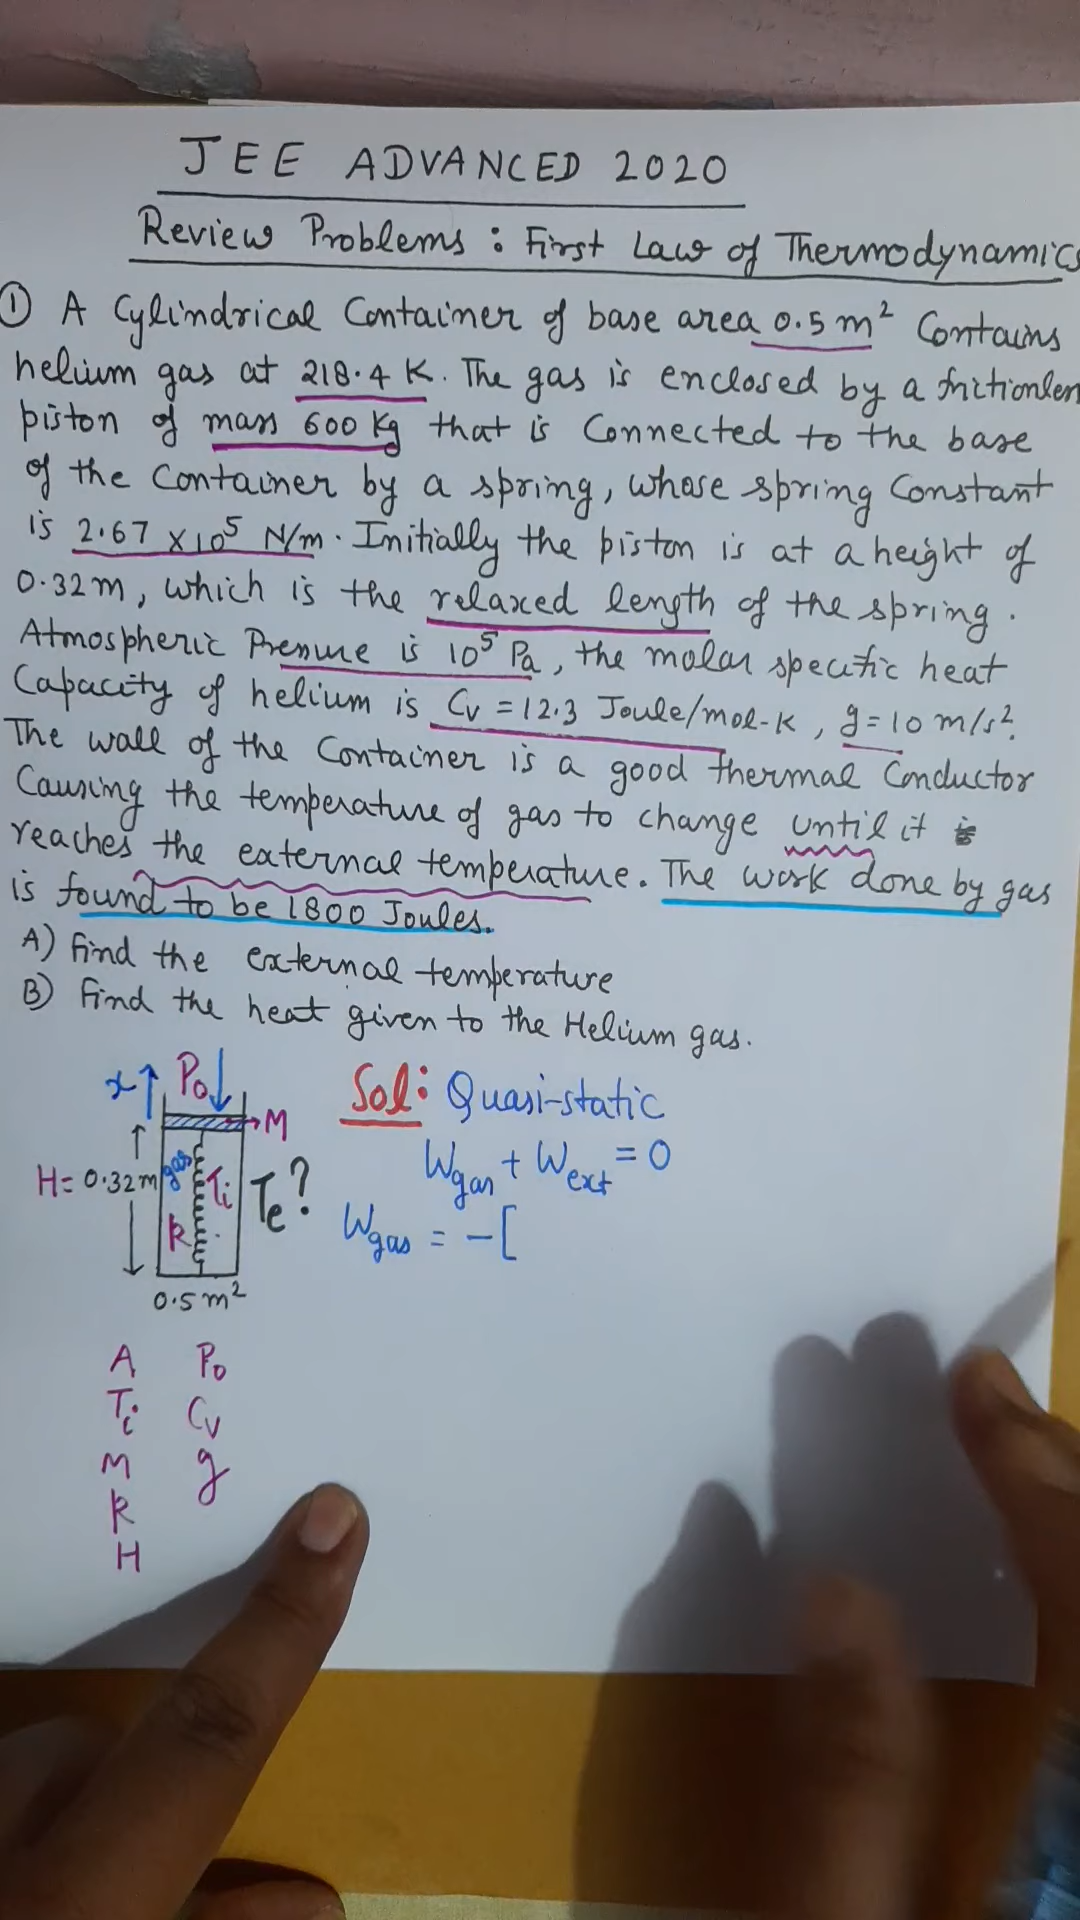 JEE ADVANCED 2020
Review Problems : First Law of Thermodynamics
① A Cylindrical Container of base area 0.5 m² Contains
helium gas at 218.4 K. The gas is enclosed by a frictionless
piston of mass 600 Kg that is Connected to the base
of the Container by a spring, whose spring Constant
is 2.67 ×10⁵ N/m. Initially the piston is at a height of
0.32m, which is the relaxed length of the spring.
Atmospheric Pressure is 10⁵ Pa, the molar specific heat
Capacity of helium is Cv = 12.3 Joule/mol-K, g = 10 m/s².
The wall of the Container is a good thermal Conductor
Causing the temperature of gas to change until it
reaches the external temperature. The work done by gas
is found to be 1800 Joules.
A) Find the external temperature
B) Find the heat given to the Helium gas.
x P₀
M
H = 0.32m gas Ti Te?
k
0.5 m²
Sol: Quasi-static
Wgas + Wext = 0
Wgas = - [
A P₀
Ti Cv
M g
k
H